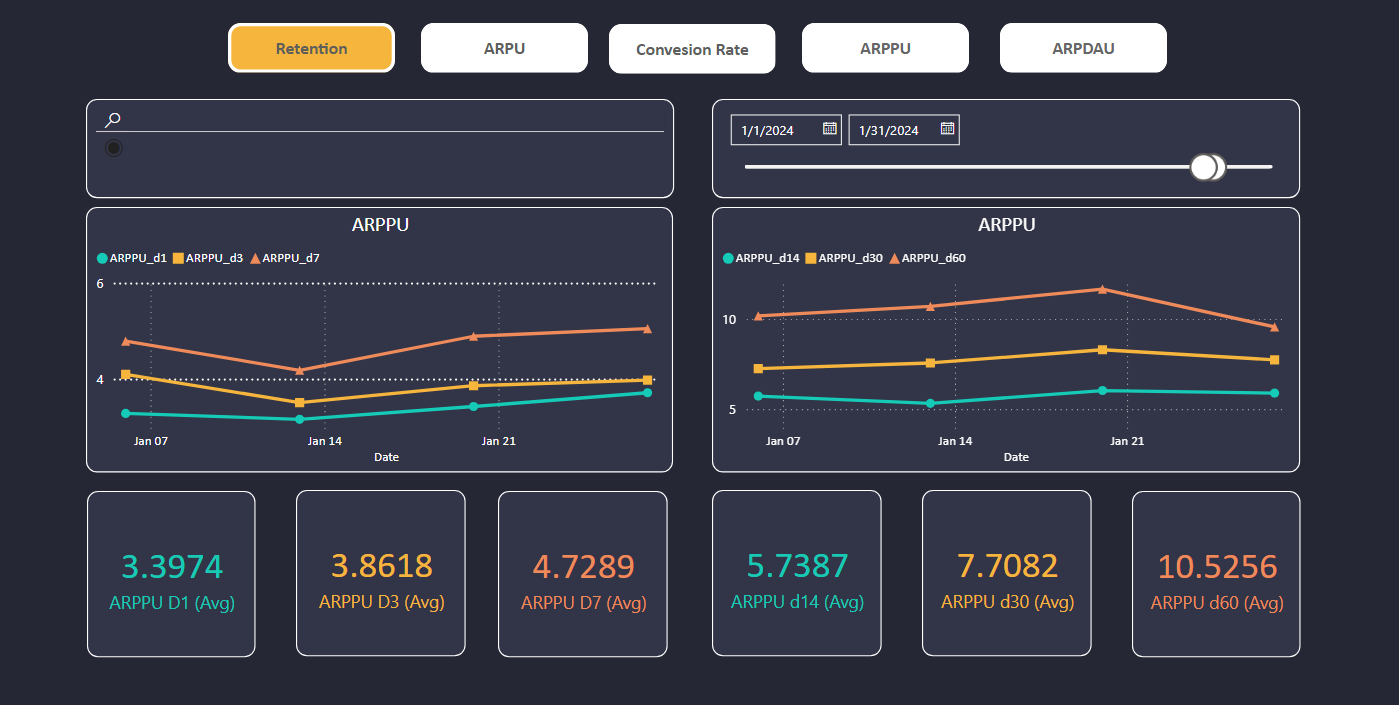 Retention
ARPU
Convesion Rate
ARPPU
ARPDAU
1/1/2024
1/31/2024
ARPPU
ARPPU_d1 ARPPU_d3 ARPPU_d7
6
4
Jan 07
Jan 14
Jan 21
Date
ARPPU
ARPPU_d14 ARPPU_d30 ARPPU_d60
10
5
Jan 07
Jan 14
Jan 21
Date
3.3974
ARPPU D1 (Avg)
3.8618
ARPPU D3 (Avg)
4.7289
ARPPU D7 (Avg)
5.7387
ARPPU d14 (Avg)
7.7082
ARPPU d30 (Avg)
10.5256
ARPPU d60 (Avg)